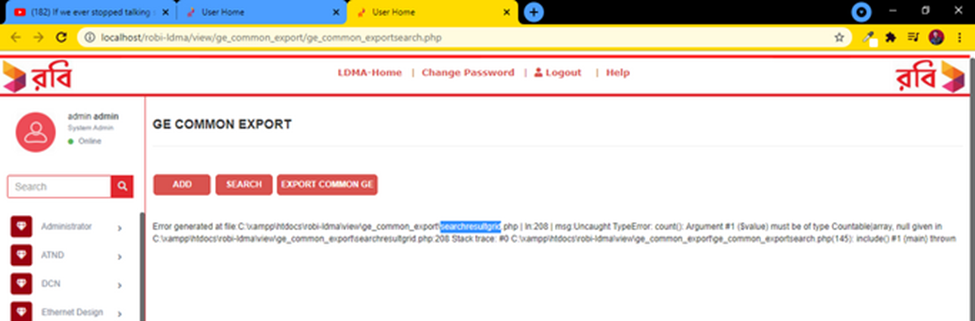 (182) If we ever stopped talking
User Home
User Home
localhost/robi-ldma/view/ge_common_export/ge_common_exportsearch.php
রবি
LDMA-Home | Change Password | Logout | Help
রবি
admin admin
System Admin
Online
GE COMMON EXPORT
Search
ADD
SEARCH
EXPORT COMMON GE
Error generated at file:C:\xampp\htdocs\robi-ldma\view\ge_common_export\searchresultgrid.php | ln:208 | msg:Uncaught TypeError: count(): Argument #1 ($value) must be of type Countable|array, null given in
C:\xampp\htdocs\robi-ldma\view\ge_common_export\searchresultgrid.php:208 Stack trace: #0 C:\xampp\htdocs\robi-ldma\view\ge_common_export\ge_common_exportsearch.php(145): include() #1 {main} thrown
Administrator
ATND
DCN
Ethernet Design